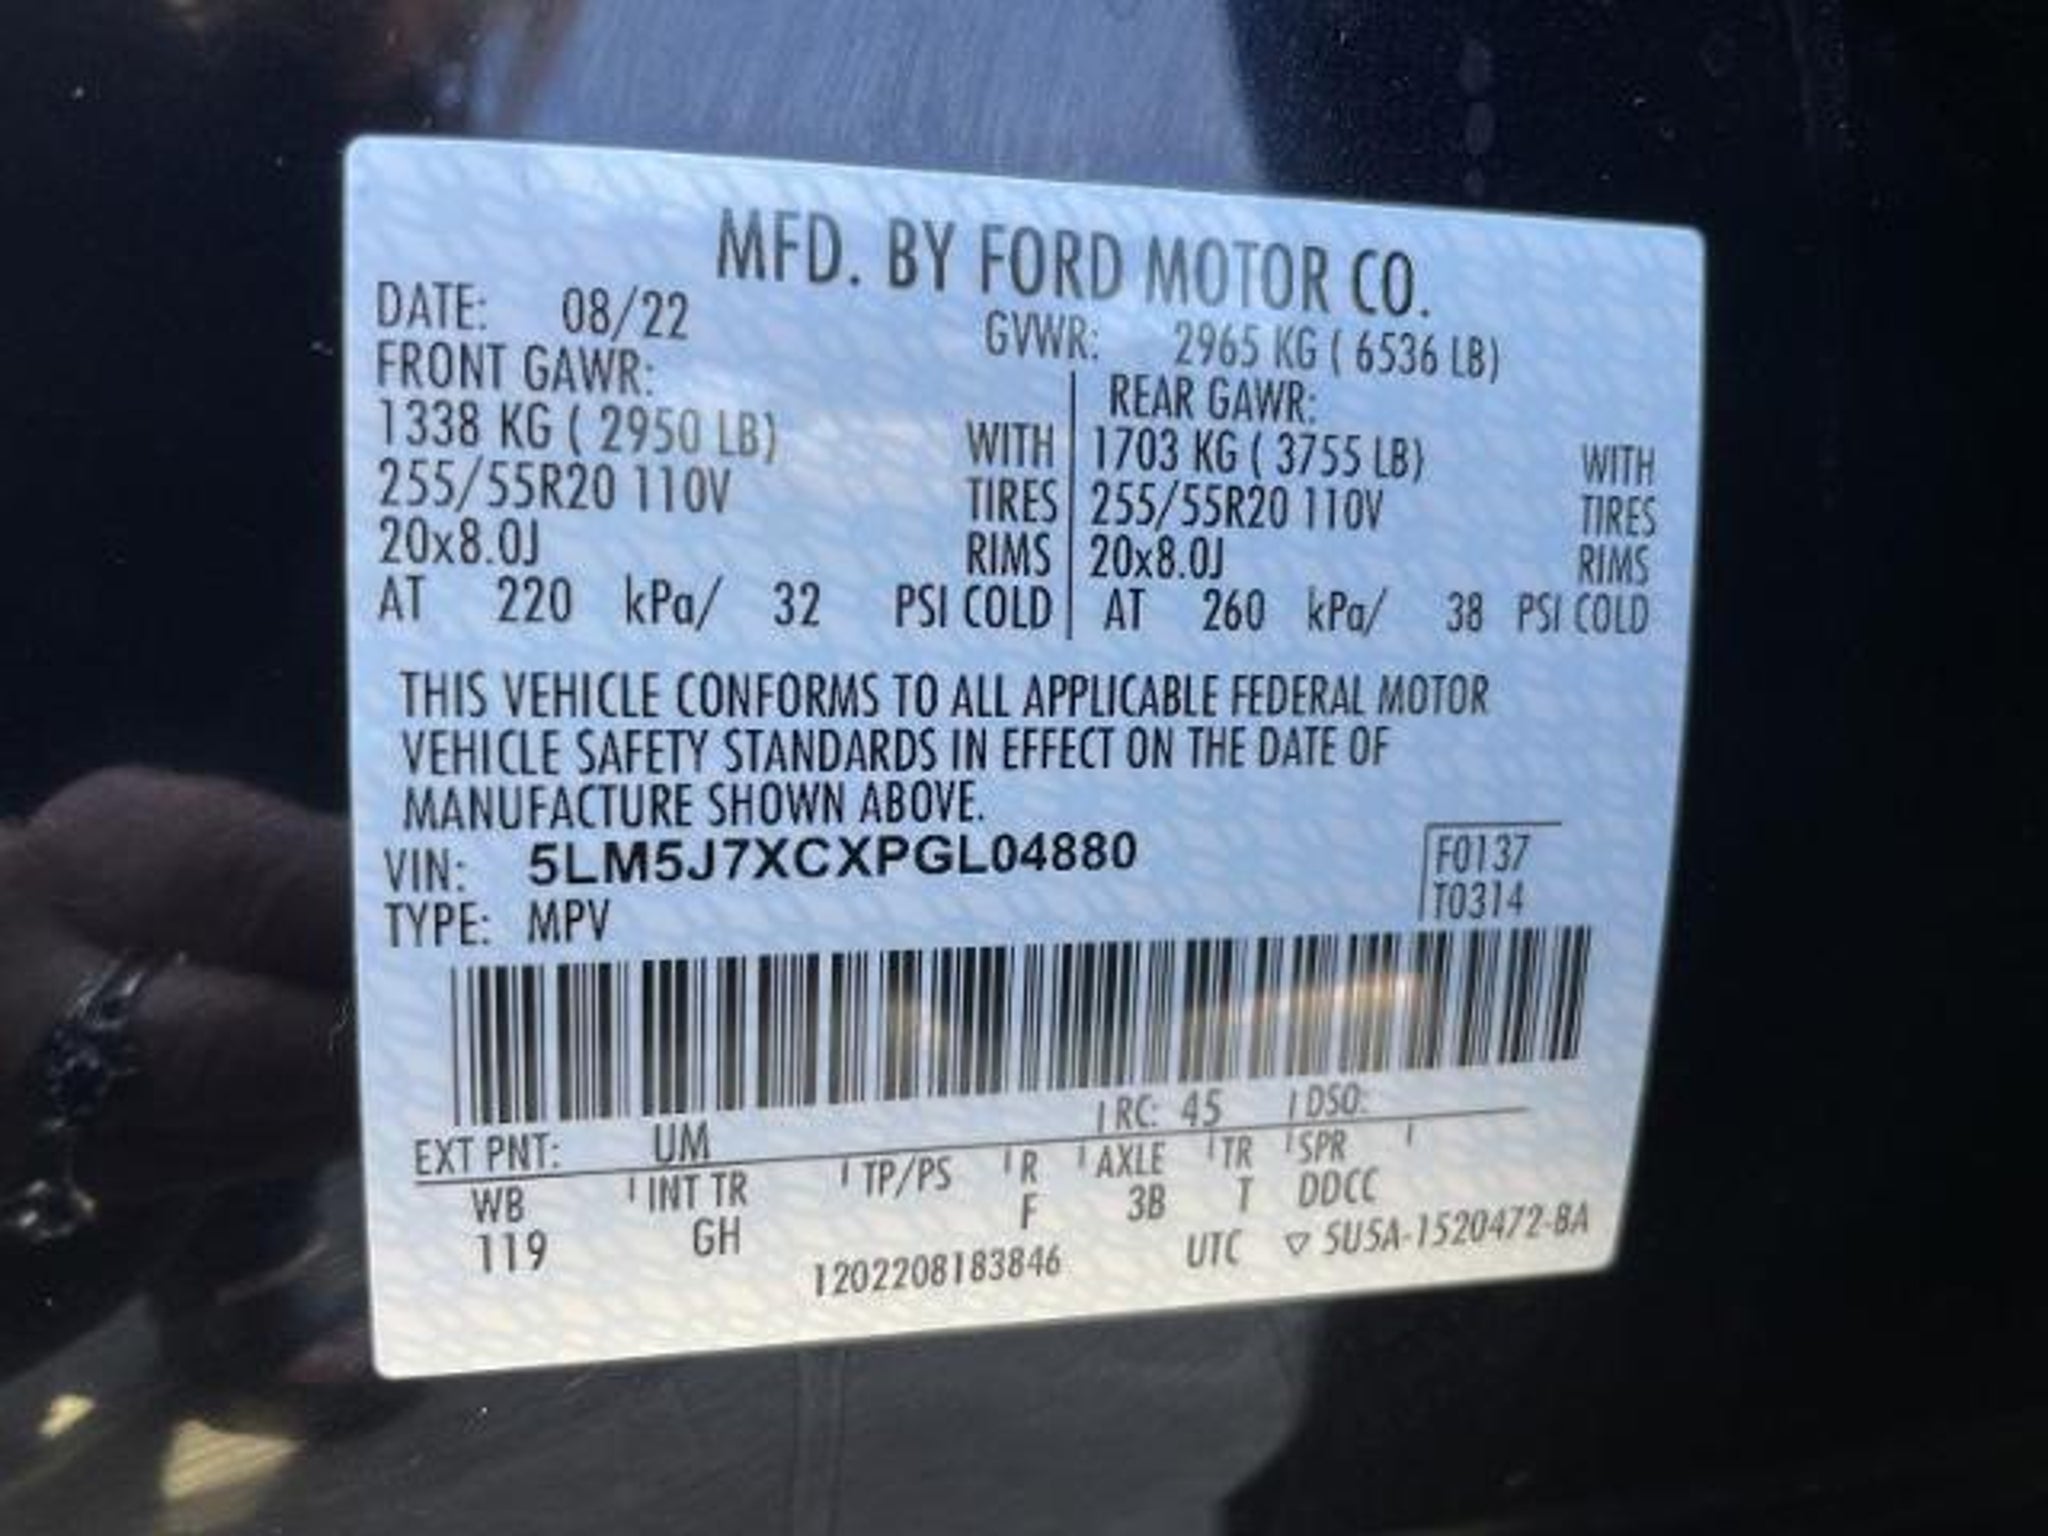 MFD. BY FORD MOTOR CO.
DATE: 08/22 GVWR: 2965 KG ( 6536 LB)
FRONT GAWR: REAR GAWR:
1338 KG ( 2950 LB) WITH 1703 KG ( 3755 LB) WITH
255/55R20 110V TIRES 255/55R20 110V TIRES
20x8.0J RIMS 20x8.0J RIMS
AT 220 kPa/ 32 PSI COLD AT 260 kPa/ 38 PSI COLD
THIS VEHICLE CONFORMS TO ALL APPLICABLE FEDERAL MOTOR
VEHICLE SAFETY STANDARDS IN EFFECT ON THE DATE OF
MANUFACTURE SHOWN ABOVE.
VIN: 5LM5J7XCXPGL04880 F0137
TYPE: MPV T0314
EXT PNT: UM RC: 45 DSO:
WB INT TR TP/PS R AXLE TR SPR
119 GH F 3B T DDCC
1202208183846 UTC ▽ 5U5A-1520472-BA